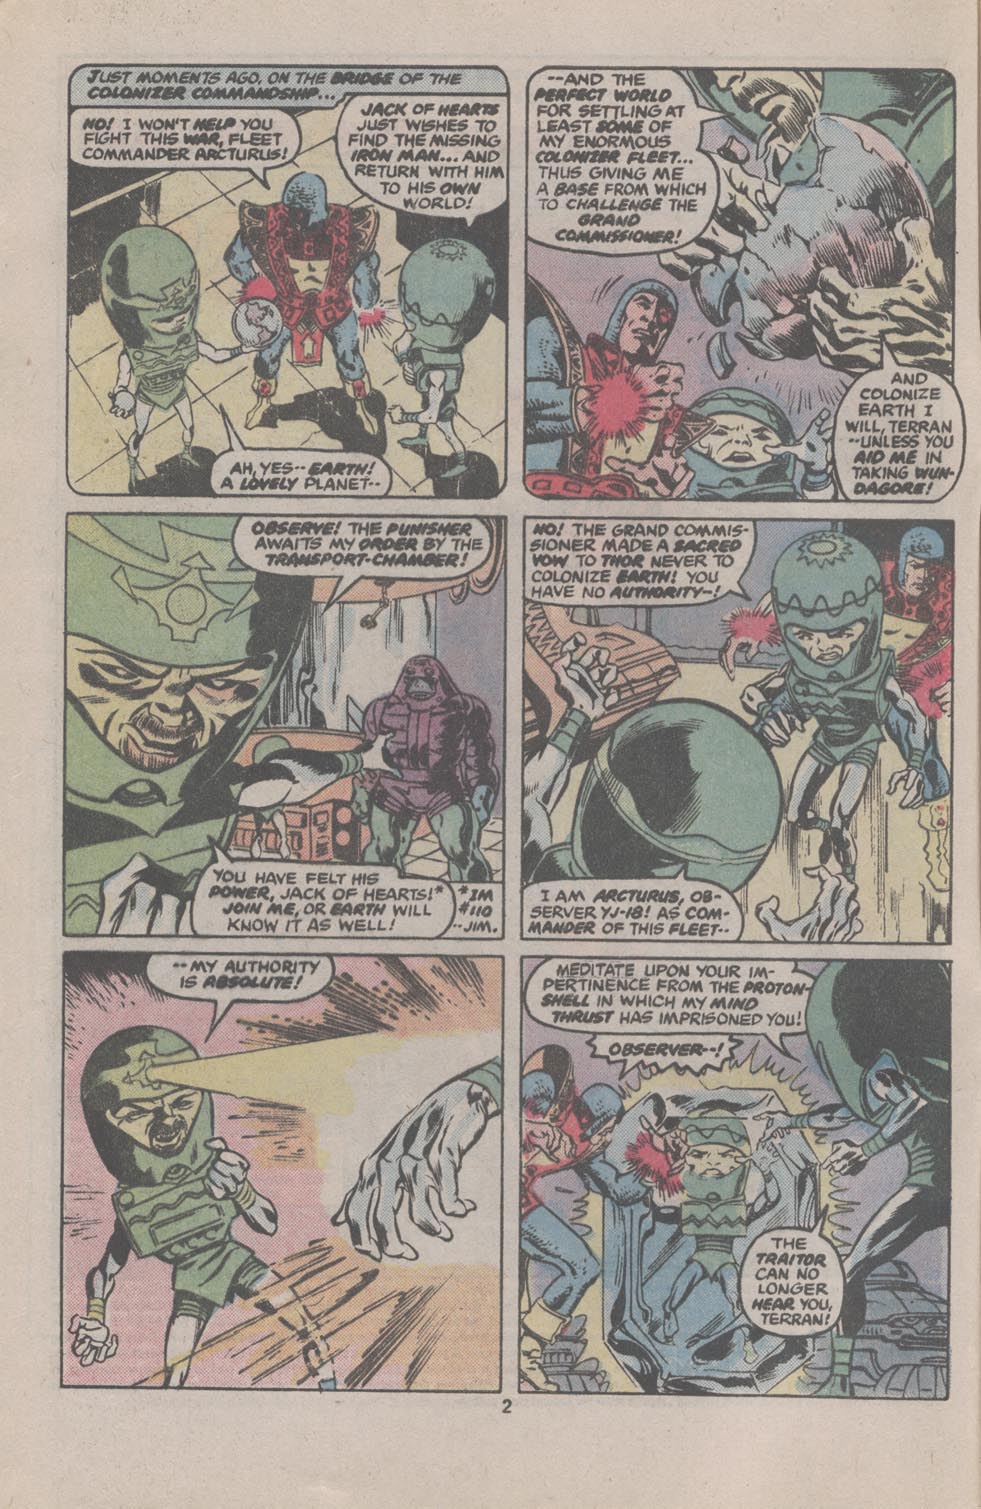 JUST MOMENTS AGO, ON THE BRIDGE OF THE
COLONIZER COMMANDSHIP...
NO! I WON'T HELP YOU
FIGHT THIS WAR, FLEET
COMMANDER ARCTURUS!
JACK OF HEARTS
JUST WISHES TO
FIND THE MISSING
IRON MAN... AND
RETURN WITH HIM
TO HIS OWN
WORLD!
AH, YES-- EARTH!
A LOVELY PLANET--
--AND THE
PERFECT WORLD
FOR SETTLING AT
LEAST SOME OF
MY ENORMOUS
COLONIZER FLEET...
THUS GIVING ME
A BASE FROM WHICH
TO CHALLENGE THE
GRAND
COMMISSIONER!
AND
COLONIZE
EARTH I
WILL, TERRAN
--UNLESS YOU
AID ME IN
TAKING WUN-
DAGORE!
OBSERVE! THE PUNISHER
AWAITS MY ORDER BY THE
TRANSPORT-CHAMBER!
YOU HAVE FELT HIS
POWER, JACK OF HEARTS!*
JOIN ME, OR EARTH WILL
KNOW IT AS WELL!
*IM
#110
--JIM.
NO! THE GRAND COMMIS-
SIONER MADE A SACRED
VOW TO THOR NEVER TO
COLONIZE EARTH! YOU
HAVE NO AUTHORITY--!
I AM ARCTURUS, OB-
SERVER YJ-18! AS COM-
MANDER OF THIS FLEET--
--MY AUTHORITY
IS ABSOLUTE!
MEDITATE UPON YOUR IM-
PERTINENCE FROM THE PROTON-
SHELL IN WHICH MY MIND
THRUST HAS IMPRISONED YOU!
OBSERVER--!
THE
TRAITOR
CAN NO
LONGER
HEAR YOU,
TERRAN!
2